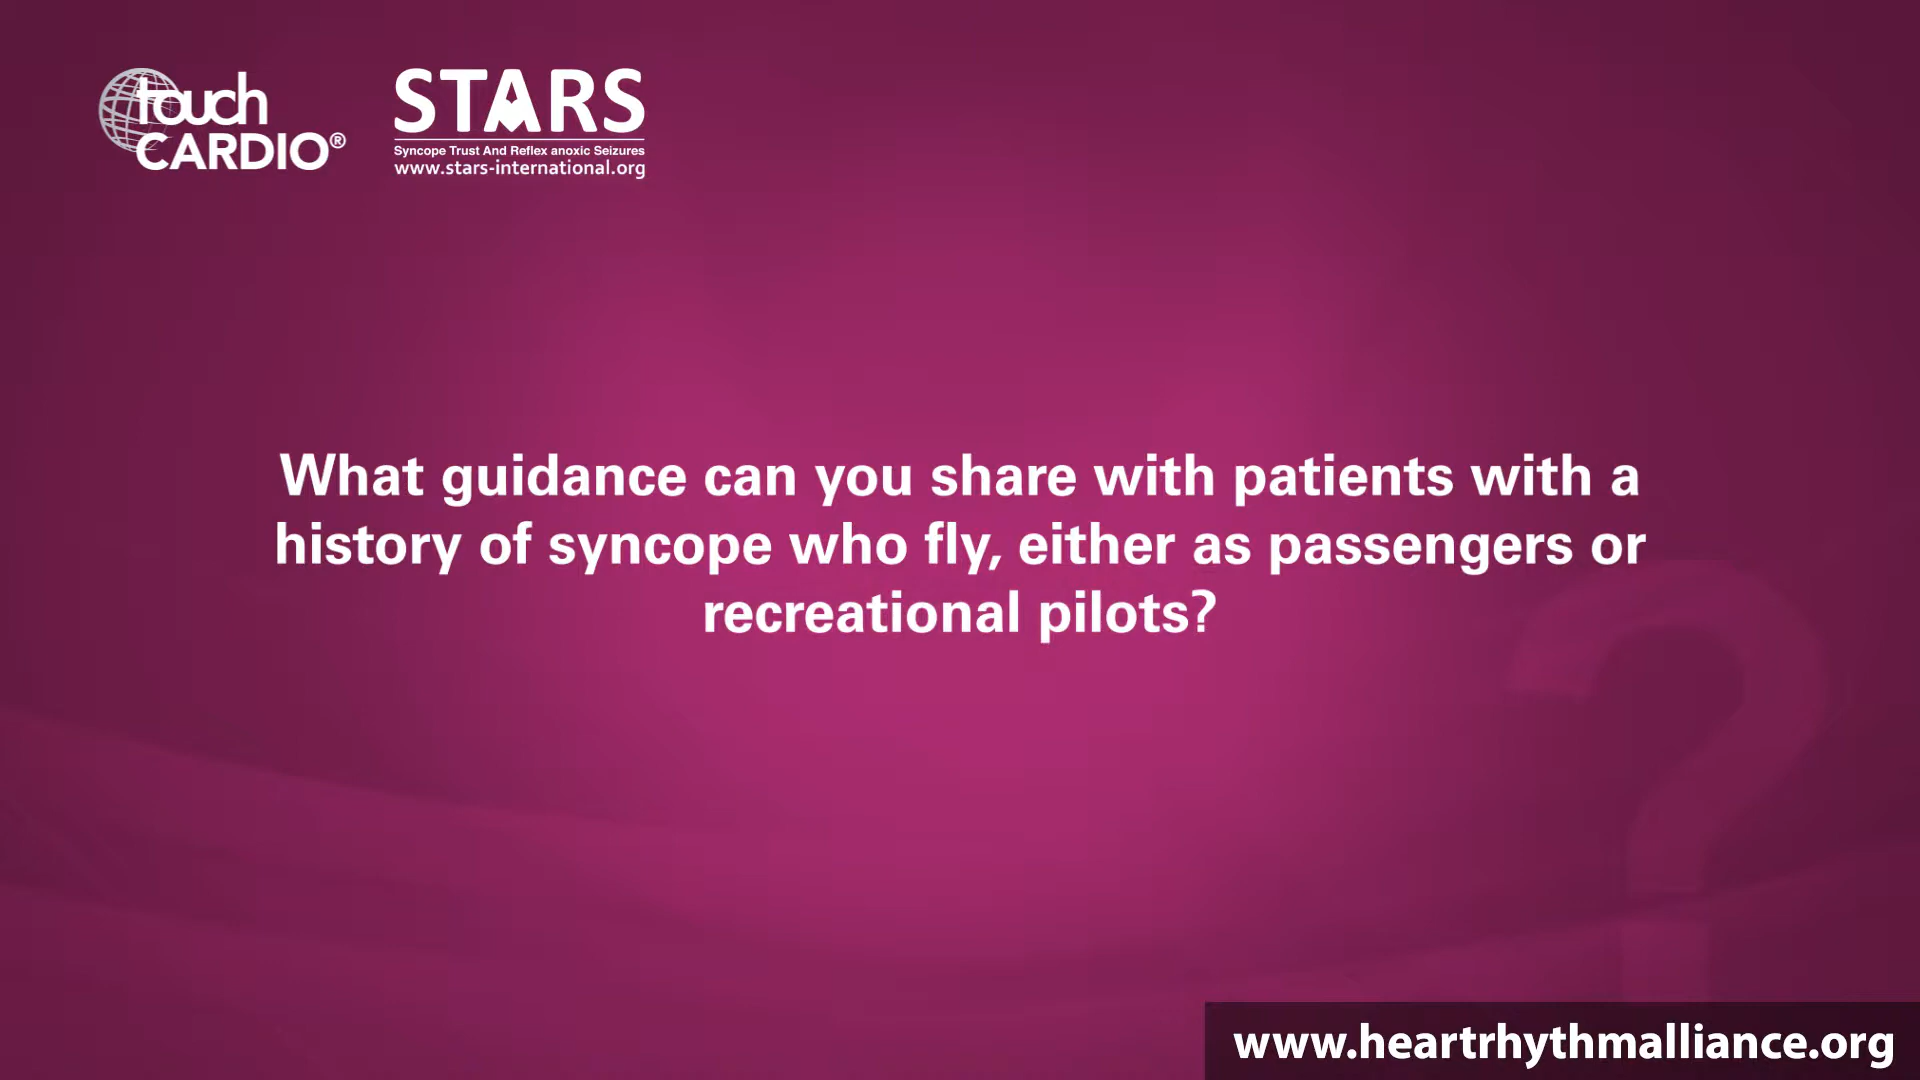 touch
CARDIO®
STARS
Syncope Trust And Reflex anoxic Seizures
www.stars-international.org
What guidance can you share with patients with a
history of syncope who fly, either as passengers or
recreational pilots?
www.heartrhythmalliance.org